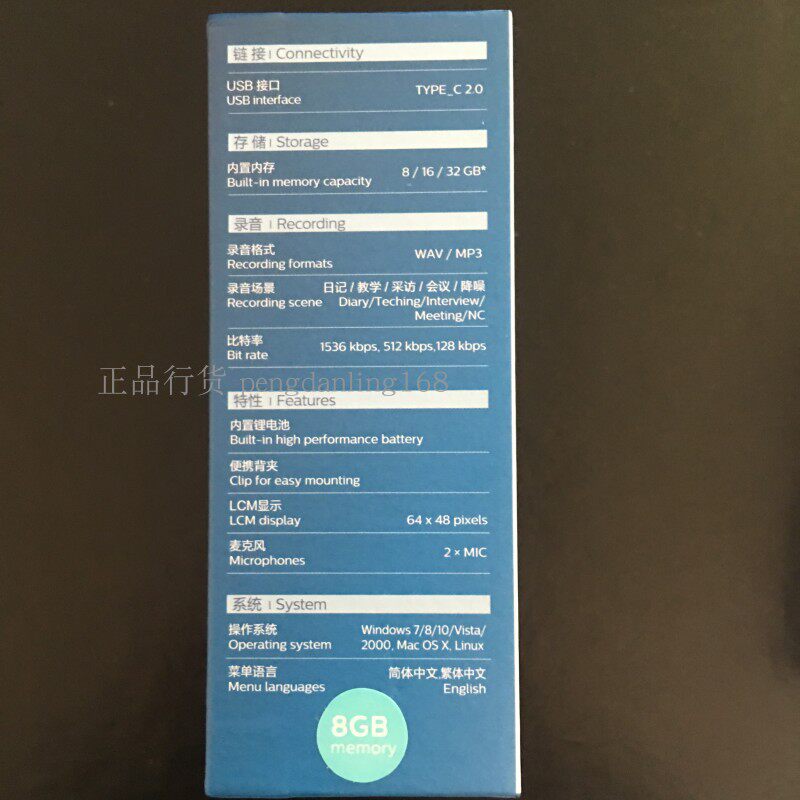 链接 | Connectivity
USB 接口
USB interface
TYPE_C 2.0
存储 | Storage
内置内存
Built-in memory capacity
8 / 16 / 32 GB*
录音 | Recording
录音格式
Recording formats
WAV / MP3
录音场景
Recording scene
日记 / 教学 / 采访 / 会议 / 降噪
Diary/Teching/Interview/
Meeting/NC
比特率
Bit rate
1536 kbps, 512 kbps,128 kbps
正品行货 pengdanling168
特性 | Features
内置锂电池
Built-in high performance battery
便携背夹
Clip for easy mounting
LCM显示
LCM display
64 x 48 pixels
麦克风
Microphones
2 × MIC
系统 | System
操作系统
Operating system
Windows 7/8/10/Vista/
2000, Mac OS X, Linux
菜单语言
Menu languages
简体中文,繁体中文
English
8GB
memory